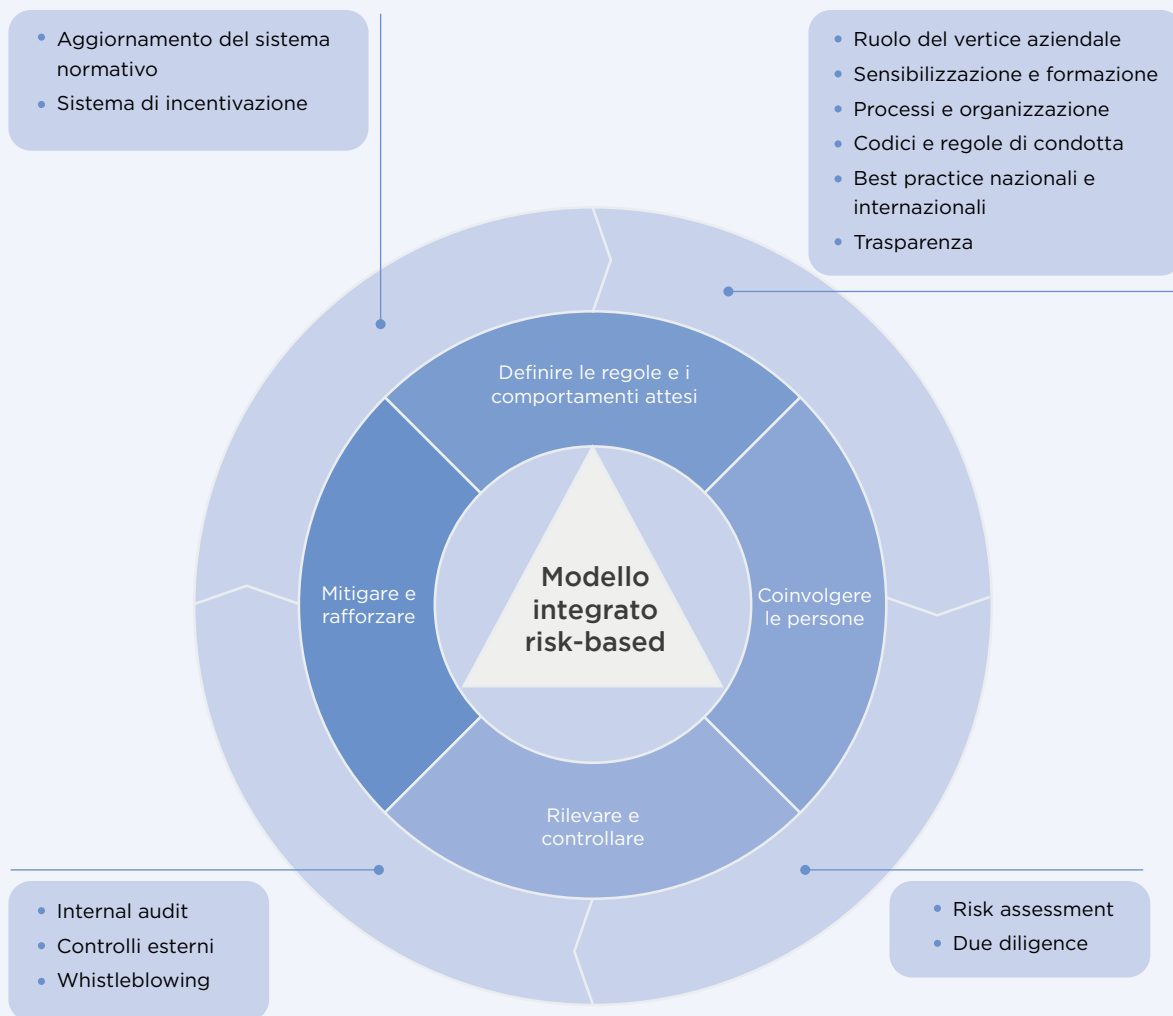 Aggiornamento del sistema
normativo
Sistema di incentivazione
Ruolo del vertice aziendale
Sensibilizzazione e formazione
Processi e organizzazione
Codici e regole di condotta
Best practice nazionali e
internazionali
Trasparenza
Definire le regole e i
comportamenti attesi
Mitigare e
rafforzare
Modello
integrato
risk-based
Coinvolgere
le persone
Rilevare e
controllare
Internal audit
Controlli esterni
Whistleblowing
Risk assessment
Due diligence